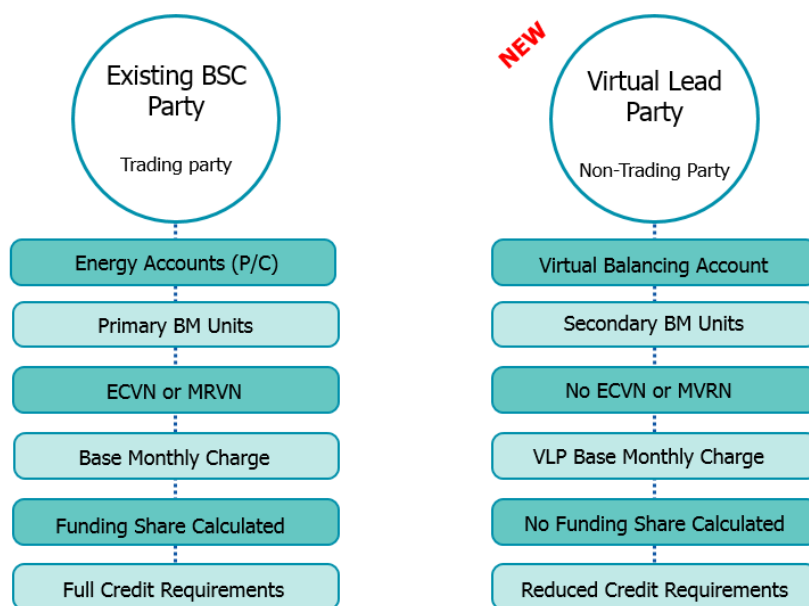 Existing BSC
Party
Trading party
Energy Accounts (P/C)
Primary BM Units
ECVN or MRVN
Base Monthly Charge
Funding Share Calculated
Full Credit Requirements
NEW
Virtual Lead
Party
Non-Trading Party
Virtual Balancing Account
Secondary BM Units
No ECVN or MVRN
VLP Base Monthly Charge
No Funding Share Calculated
Reduced Credit Requirements